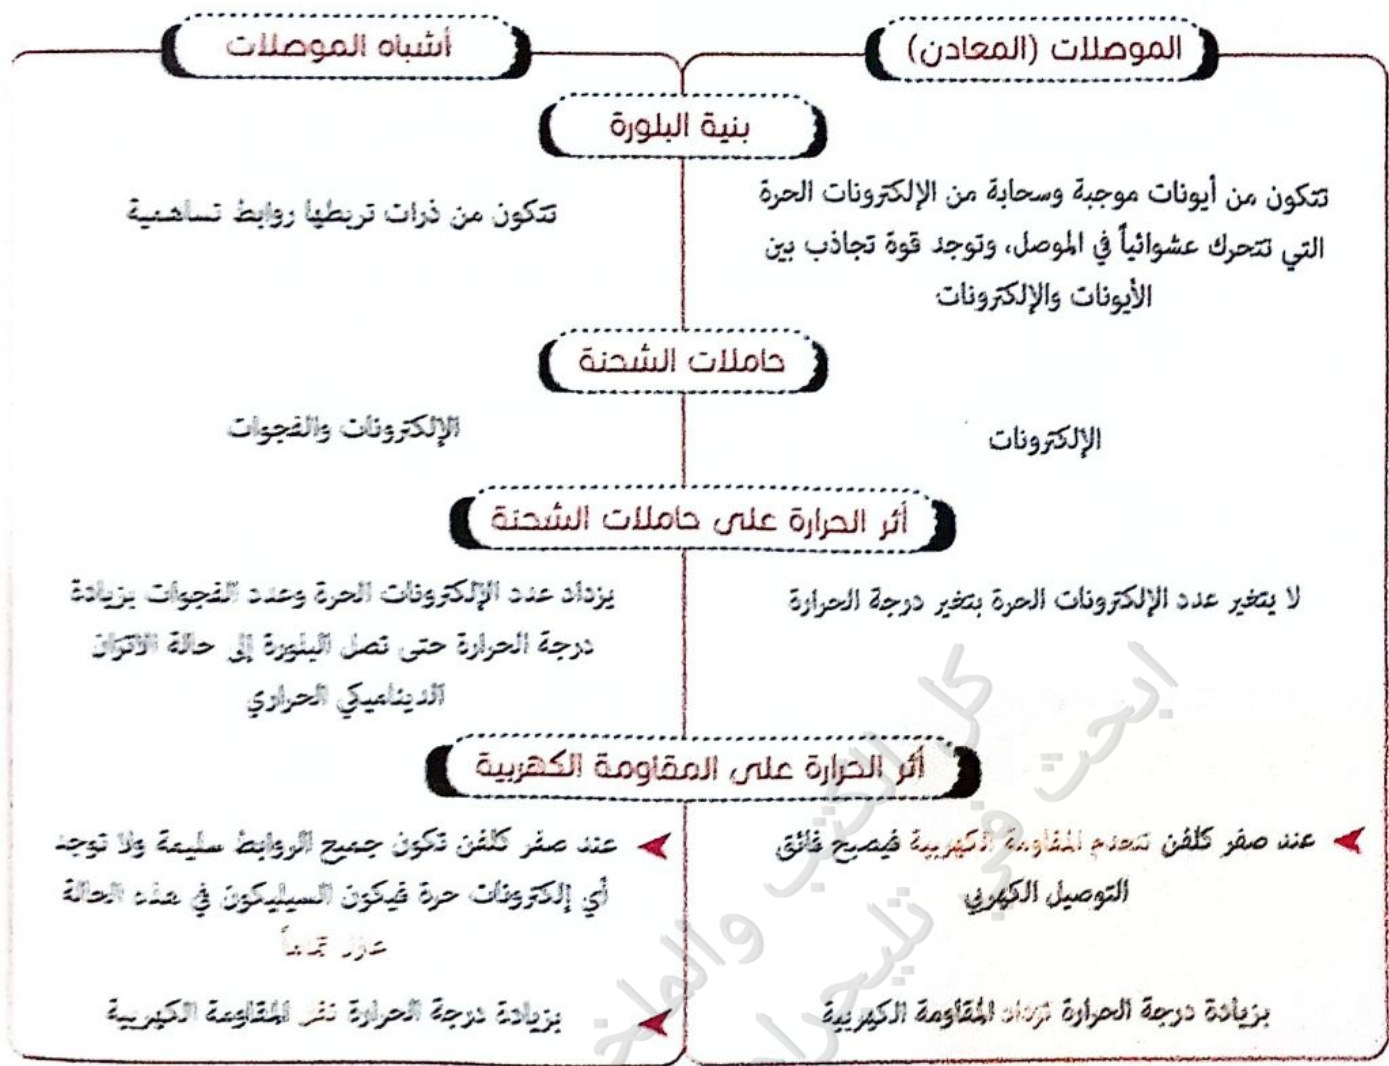 الموصلات (المعادن)
أشباه الموصلات
بنية البلورة
تتكون من أيونات موجبة وسحابة من الإلكترونات الحرة
التي تتحرك عشوائياً في الموصل، وتوجد قوة تجاذب بين
الأيونات والإلكترونات
تتكون من ذرات تربطها روابط تساهمية
حاملات الشحنة
الإلكترونات
الإلكترونات والفجوات
أثر الحرارة على حاملات الشحنة
لا يتغير عدد الإلكترونات الحرة بتغير درجة الحرارة
يزداد عدد الإلكترونات الحرة وعدد الفجوات بزيادة
درجة الحرارة حتى تصل البلورة إلى حالة الاتزان
الديناميكي الحراري
أثر الحرارة على المقاومة الكهربية
عند صفر كلفن تنعدم المقاومة الكهربية فيصبح فائق
التوصيل الكهربي
بزيادة درجة الحرارة تزداد المقاومة الكهربية
عند صفر كلفن تكون جميع الروابط سليمة ولا توجد
أي إلكترونات حرة فيكون السيليكون في هذه الحالة
عازل تماماً
بزيادة درجة الحرارة تقل المقاومة الكهربية
كل الكتب
ابحث في